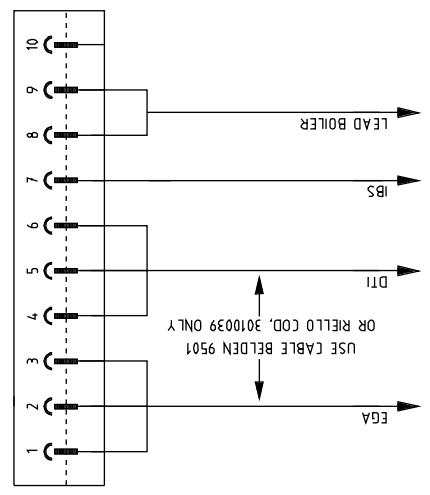 1
EGA
2
3
USE CABLE BELDEN 9501
OR RIELLO COD, 3010039 ONLY
4
DTI
5
6
IBS
7
8
LEAD BOILER
9
10